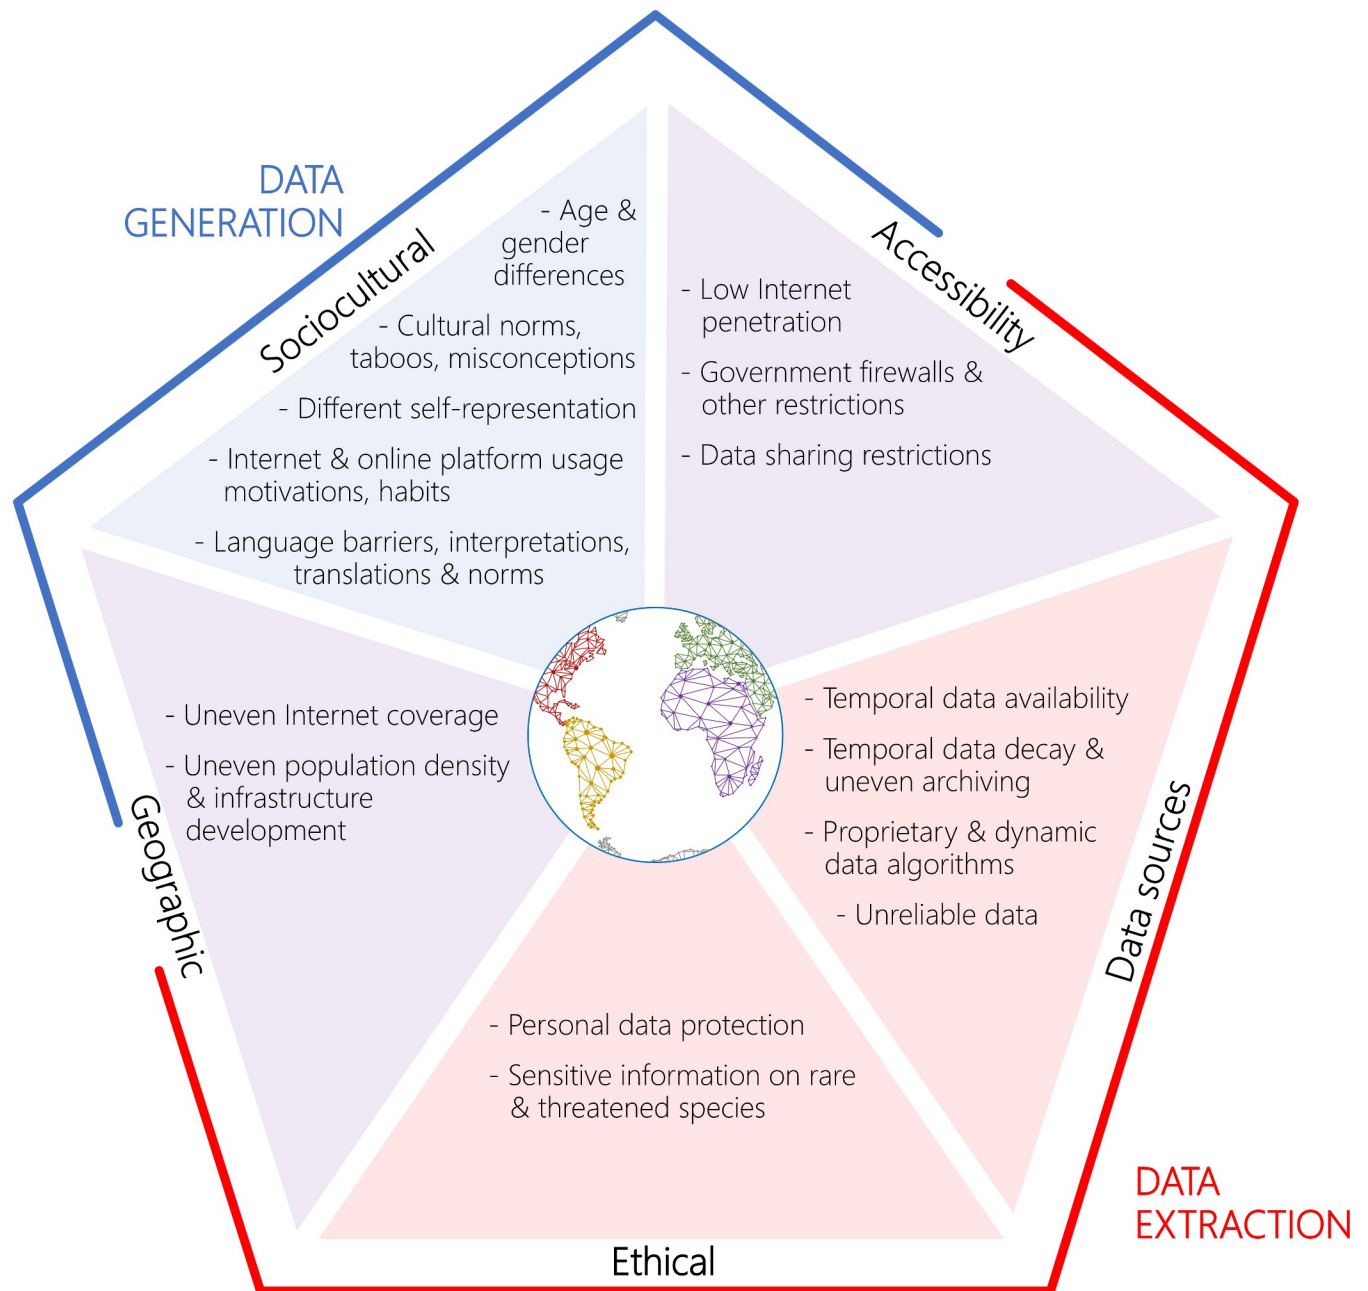 DATA
GENERATION
Sociocultural
- Age &
gender
differences
- Cultural norms,
taboos, misconceptions
- Different self-representation
- Internet & online platform usage
motivations, habits
- Language barriers, interpretations,
translations & norms
Accessibility
- Low Internet
penetration
- Government firewalls &
other restrictions
- Data sharing restrictions
Geographic
- Uneven Internet coverage
- Uneven population density
& infrastructure
development
Data sources
- Temporal data availability
- Temporal data decay &
uneven archiving
- Proprietary & dynamic
data algorithms
- Unreliable data
Ethical
- Personal data protection
- Sensitive information on rare
& threatened species
DATA
EXTRACTION